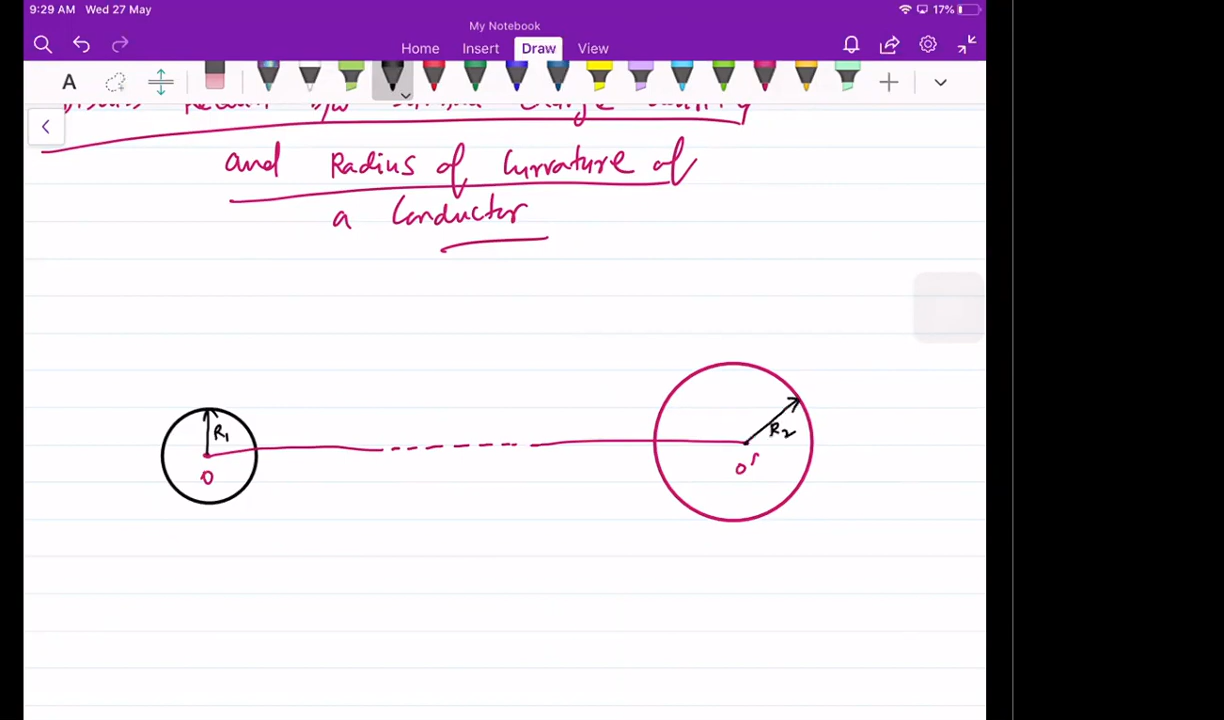 9:29 AM Wed 27 May
17%
My Notebook
Home Insert Draw View
A
b/w Charge
and Radius of Curvature of
a Conductor
R1
O
R2
O'